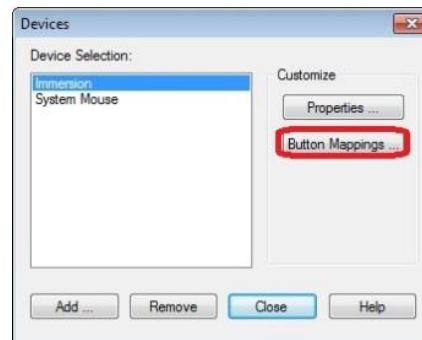 Devices
Device Selection:
Immersion
System Mouse
Customize
Properties ...
Button Mappings ...
Add ...
Remove
Close
Help